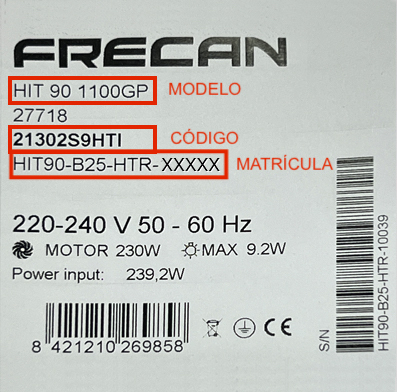 FRECAN
HIT 90 1100GP MODELO
27718
21302S9HTI CÓDIGO
HIT90-B25-HTR-XXXXX MATRÍCULA
220-240 V 50 - 60 Hz
MOTOR 230W MAX 9.2W
Power input: 239,2W
8 421210 269858
CE
S/N
HIT90-B25-HTR-10039